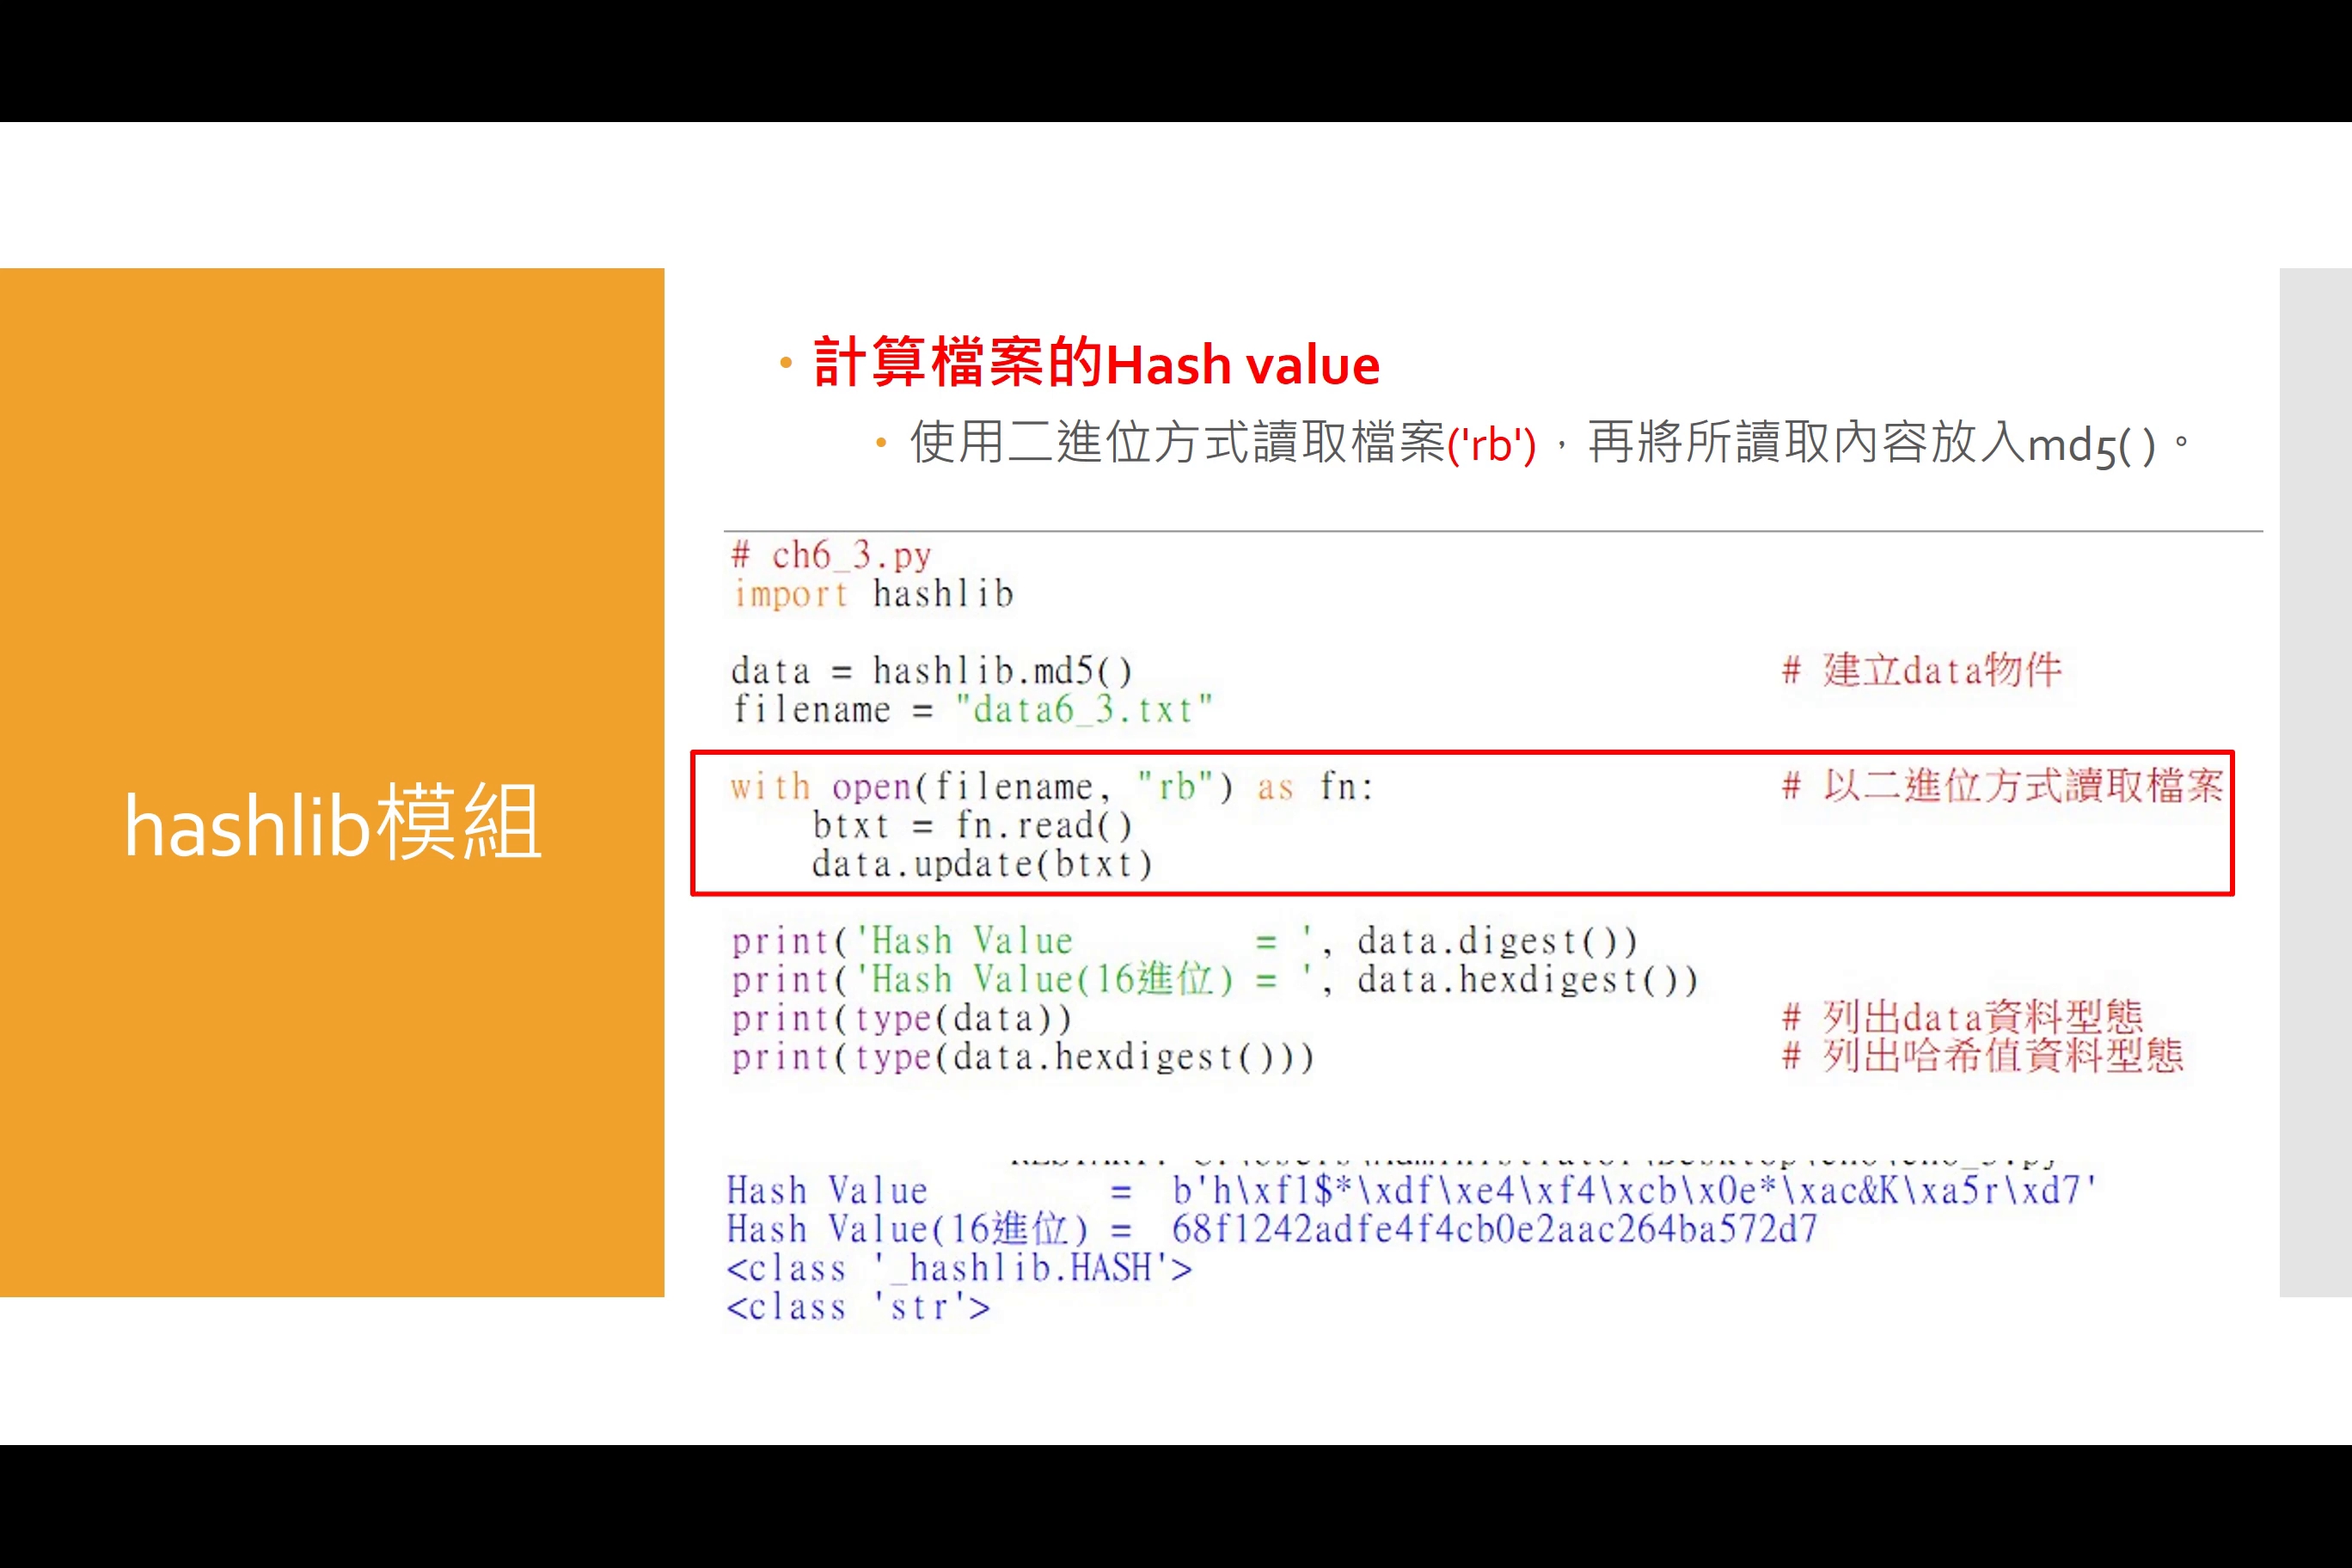 hashlib模組
• 計算檔案的Hash value
• 使用二進位方式讀取檔案('rb')，再將所讀取內容放入md5( )。
# ch6_3.py
import hashlib
data = hashlib.md5() # 建立data物件
filename = "data6_3.txt"
with open(filename, "rb") as fn: # 以二進位方式讀取檔案
    btxt = fn.read()
    data.update(btxt)
print('Hash Value         = ', data.digest())
print('Hash Value(16進位) = ', data.hexdigest())
print(type(data)) # 列出data資料型態
print(type(data.hexdigest())) # 列出哈希值資料型態
Hash Value         =  b'h\xf1$*\xdf\xe4\xf4\xcb\x0e*\xac&K\xa5r\xd7'
Hash Value(16進位) =  68f1242adfe4f4cb0e2aac264ba572d7
<class '_hashlib.HASH'>
<class 'str'>